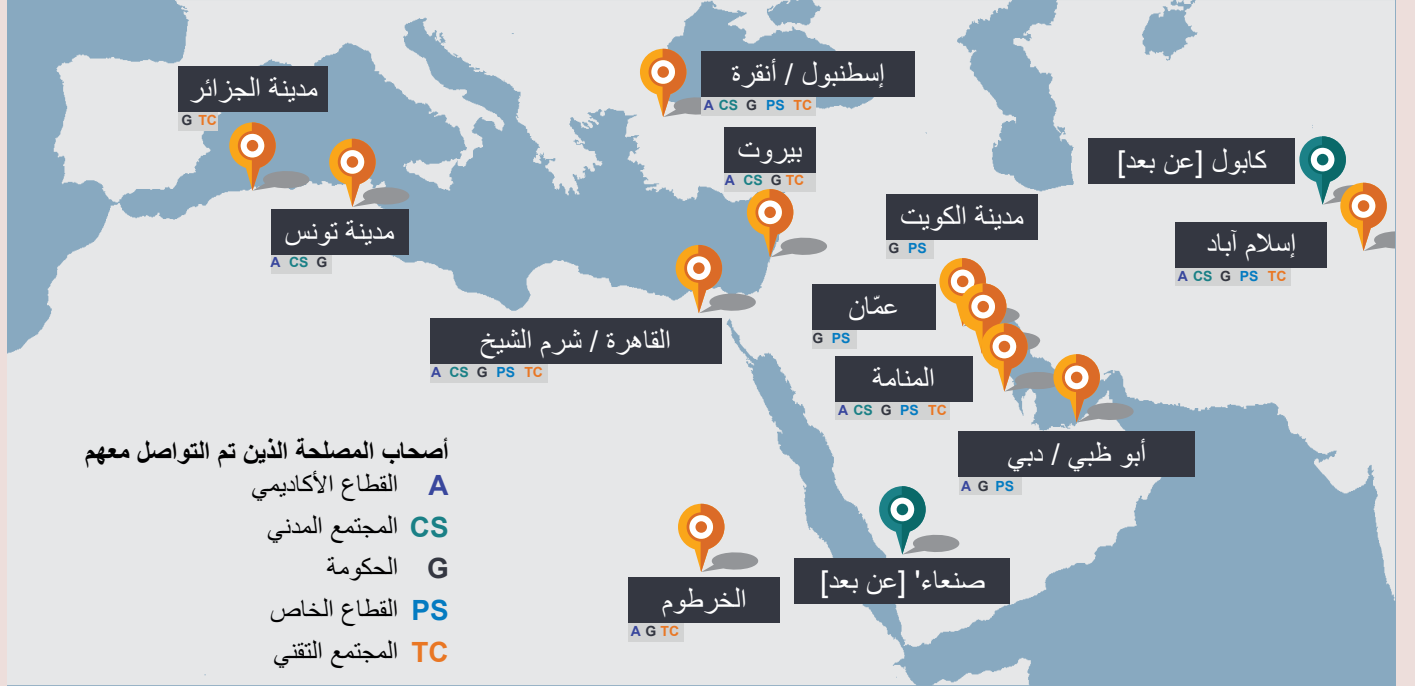 إسطنبول / أنقرة
A CS G PS TC
مدينة الجزائر
G TC
بيروت
A CS G TC
كابول [عن بعد]
مدينة الكويت
G PS
مدينة تونس
A CS G
إسلام آباد
A CS G PS TC
عمّان
G PS
القاهرة / شرم الشيخ
A CS G PS TC
المنامة
A CS G PS TC
أبو ظبي / دبي
A G PS
صنعاء' [عن بعد]
الخرطوم
A G TC
أصحاب المصلحة الذين تم التواصل معهم
A القطاع الأكاديمي
CS المجتمع المدني
G الحكومة
PS القطاع الخاص
TC المجتمع التقني